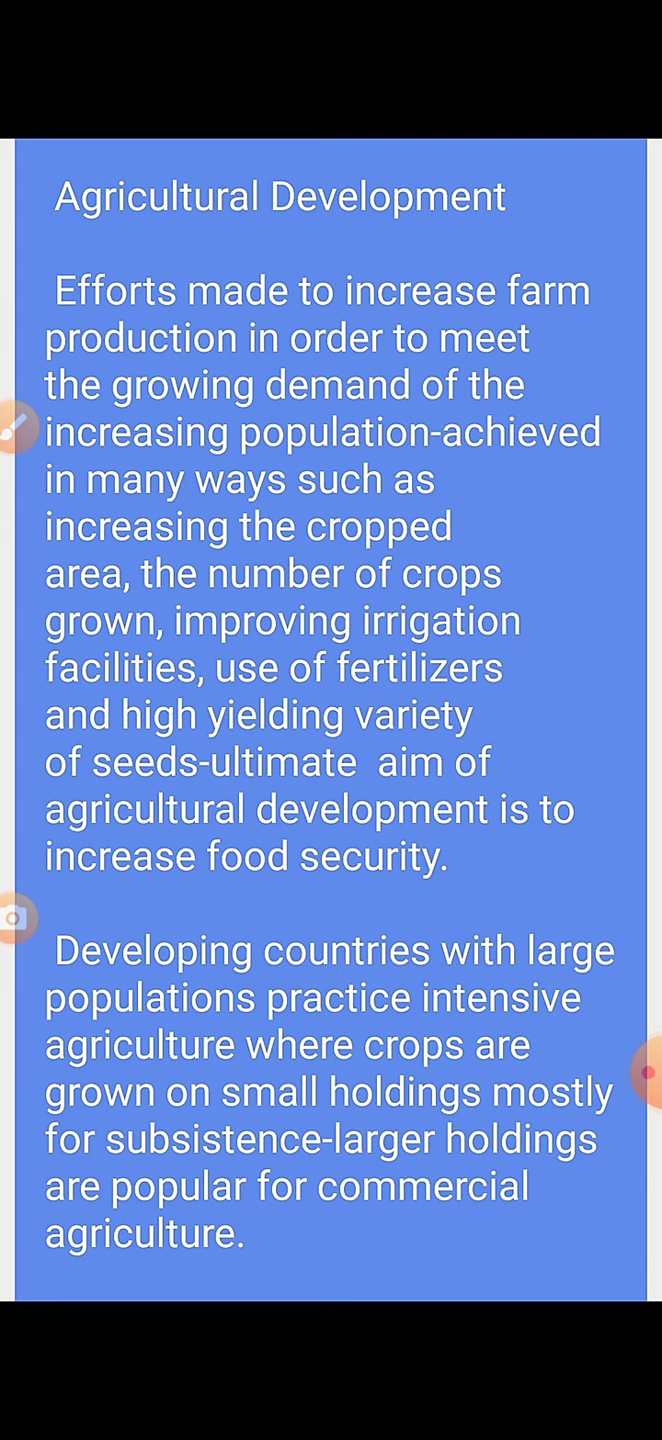 Agricultural Development
Efforts made to increase farm
production in order to meet
the growing demand of the
increasing population-achieved
in many ways such as
increasing the cropped
area, the number of crops
grown, improving irrigation
facilities, use of fertilizers
and high yielding variety
of seeds-ultimate  aim of
agricultural development is to
increase food security.
Developing countries with large
populations practice intensive
agriculture where crops are
grown on small holdings mostly
for subsistence-larger holdings
are popular for commercial
agriculture.